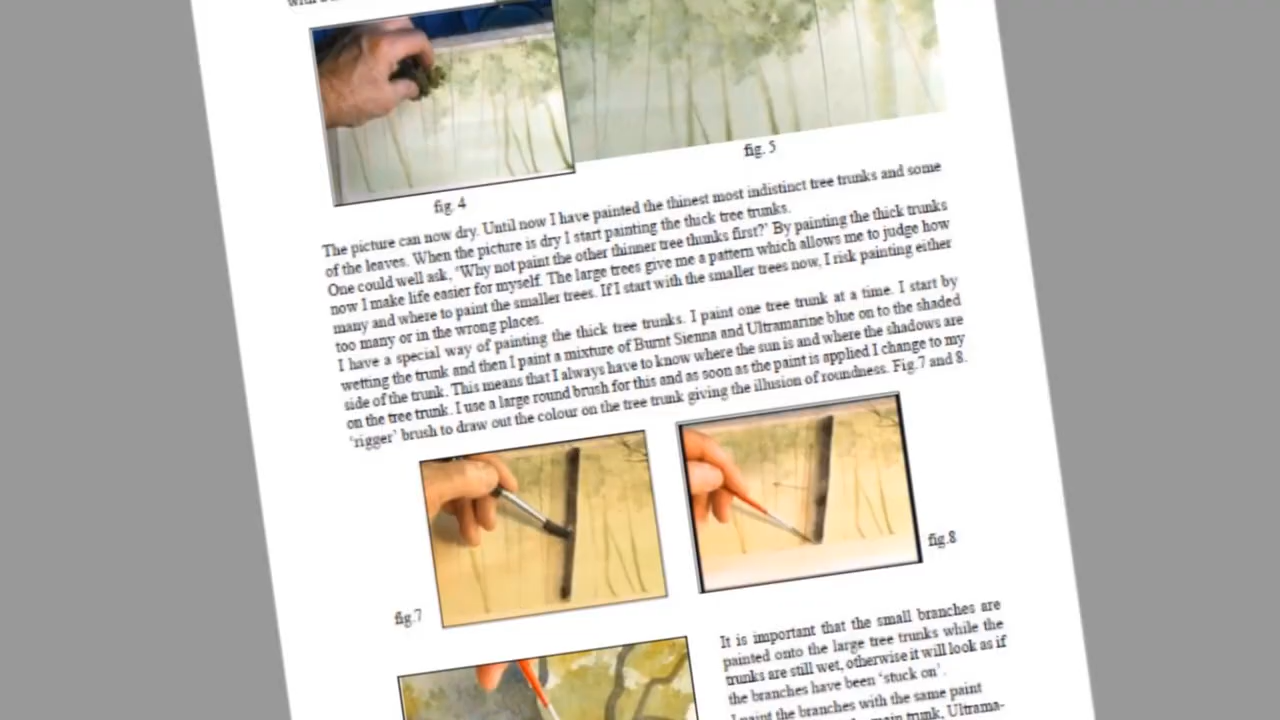 fig. 5
fig. 4
The picture can now dry. Until now I have painted the thinest most indistinct tree trunks and some
of the leaves. When the picture is dry I start painting the thick tree trunks.
One could well ask, 'Why not paint the other thinner tree thunks first?' By painting the thick trunks
now I make life easier for myself. The large trees give me a pattern which allows me to judge how
many and where to paint the smaller trees. If I start with the smaller trees now, I risk painting either
too many or in the wrong places.
I have a special way of painting the thick tree trunks. I paint one tree trunk at a time. I start by
wetting the trunk and then I paint a mixture of Burnt Sienna and Ultramarine blue on to the shaded
side of the trunk. This means that I always have to know where the sun is and where the shadows are
on the tree trunk. I use a large round brush for this and as soon as the paint is applied I change to my
'rigger' brush to draw out the colour on the tree trunk giving the illusion of roundness. Fig.7 and 8.
fig.8
fig.7
It is important that the small branches are
painted onto the large tree trunks while the
trunks are still wet, otherwise it will look as if
the branches have been 'stuck on'.
I paint the branches with the same paint
main trunk, Ultrama-